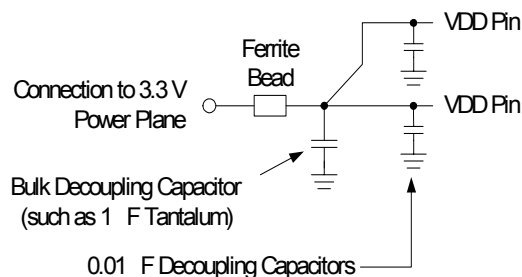 VDD Pin
Ferrite
Bead
Connection to 3.3 V
Power Plane
VDD Pin
Bulk Decoupling Capacitor
(such as 1 F Tantalum)
0.01 F Decoupling Capacitors